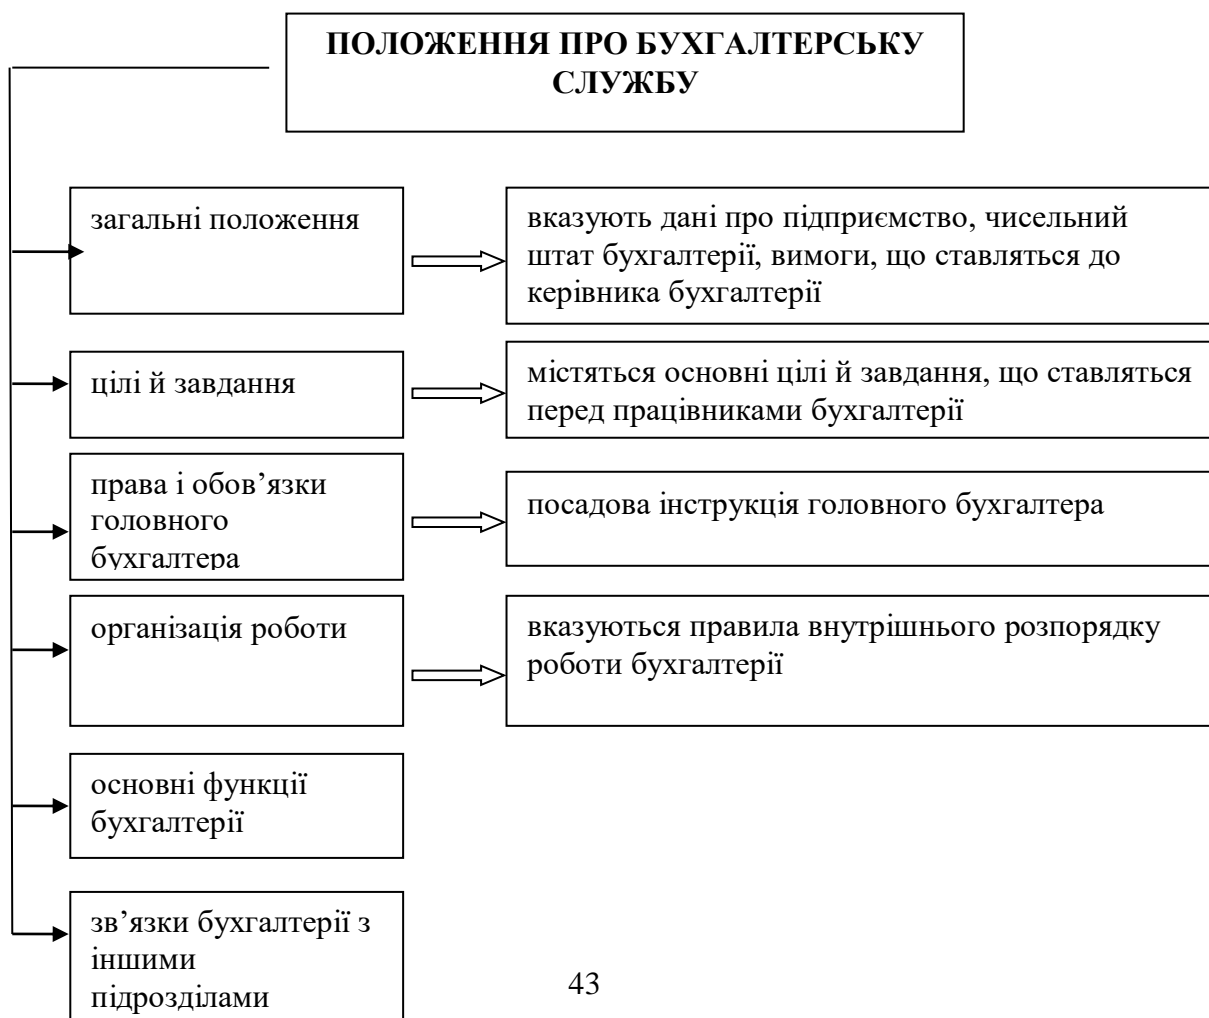 ПОЛОЖЕННЯ ПРО БУХГАЛТЕРСЬКУ
СЛУЖБУ
загальні положення
вказують дані про підприємство, чисельний
штат бухгалтерії, вимоги, що ставляться до
керівника бухгалтерії
цілі й завдання
містяться основні цілі й завдання, що ставляться
перед працівниками бухгалтерії
права і обов’язки
головного
бухгалтера
посадова інструкція головного бухгалтера
організація роботи
вказуються правила внутрішнього розпорядку
роботи бухгалтерії
основні функції
бухгалтерії
зв’язки бухгалтерії з
іншими
підрозділами
43